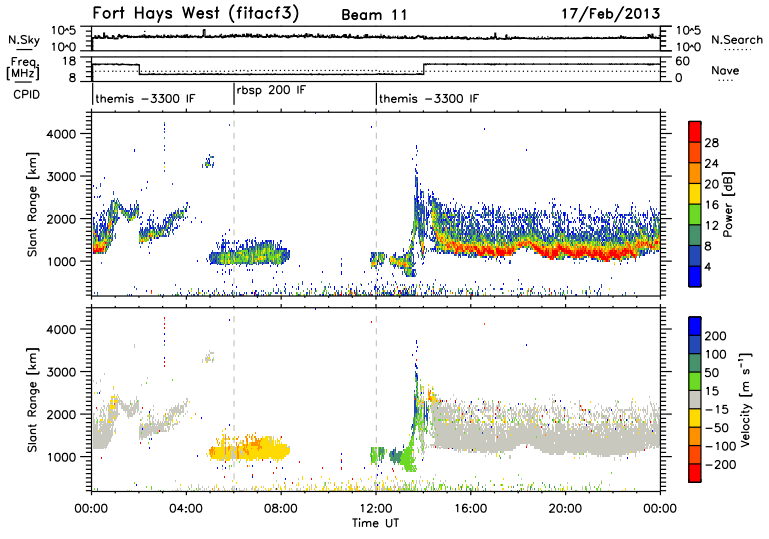 Fort Hays West (fitacf3) Beam 11 17/Feb/2013
N.Sky 10^5 10^0 10^5 10^0 N.Search
Freq. [MHz] 18 8 60 0 Nave
CPID themis -3300 IF rbsp 200 IF themis -3300 IF
Slant Range [km]
4000
3000
2000
1000
28
24
20
16
12
8
4
Power [dB]
Slant Range [km]
4000
3000
2000
1000
200
100
50
15
-15
-50
-100
-200
Velocity [m s⁻¹]
00:00 04:00 08:00 12:00 16:00 20:00 00:00
Time UT